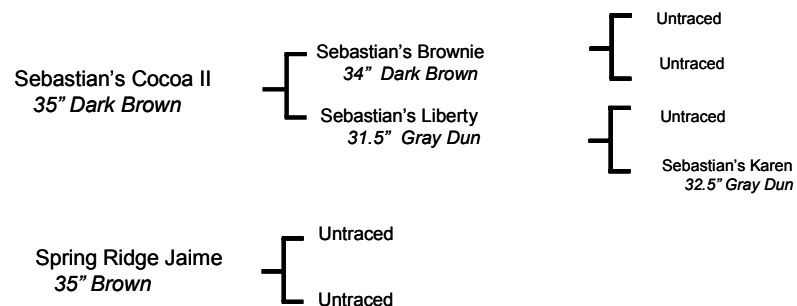 Sebastian's Cocoa II
35” Dark Brown
Sebastian's Brownie
34”  Dark Brown
Sebastian's Liberty
31.5”  Gray Dun
Untraced
Untraced
Untraced
Sebastian's Karen
32.5” Gray Dun
Spring Ridge Jaime
35” Brown
Untraced
Untraced